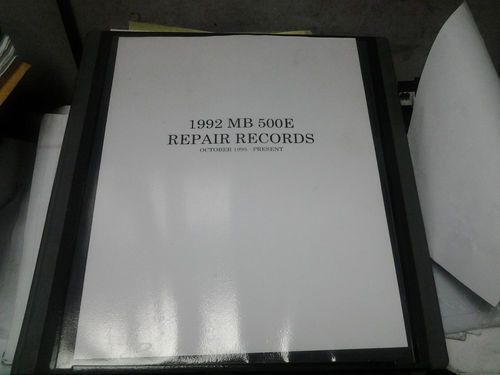 1992 MB 500E
REPAIR RECORDS
OCTOBER 1995 - PRESENT